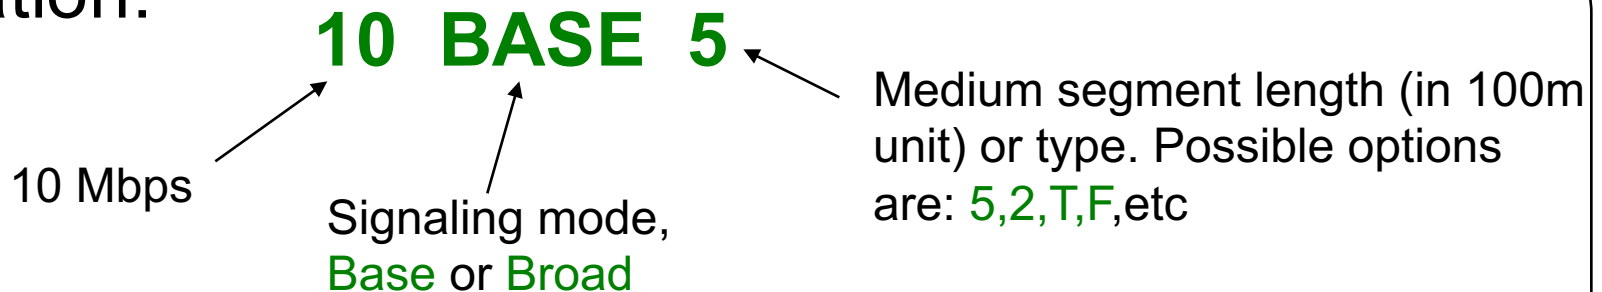 ation:
10 BASE 5
Medium segment length (in 100m
unit) or type. Possible options
are: 5,2,T,F,etc
10 Mbps
Signaling mode,
Base or Broad